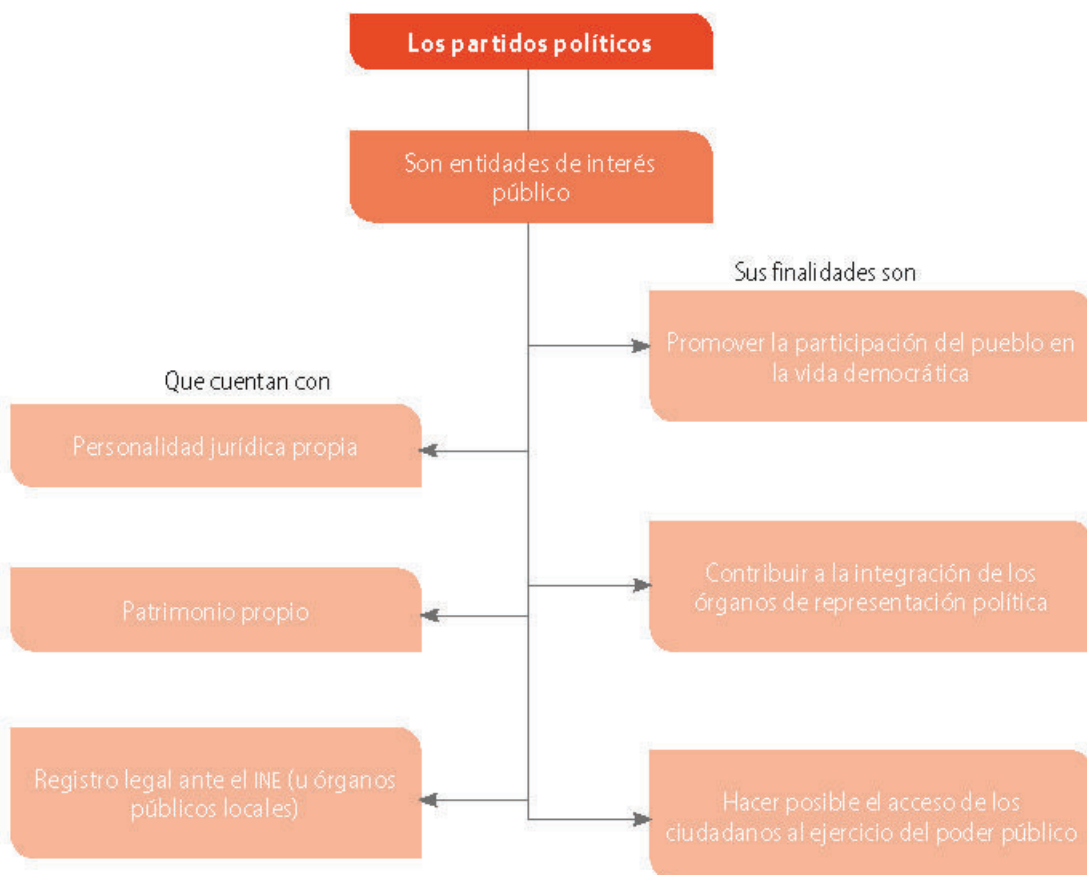 Los partidos políticos
Son entidades de interés
público
Sus finalidades son
Promover la participación del pueblo en
la vida democrática
Que cuentan con
Personalidad jurídica propia
Contribuir a la integración de los
órganos de representación política
Patrimonio propio
Registro legal ante el INE (u órganos
públicos locales)
Hacer posible el acceso de los
ciudadanos al ejercicio del poder público